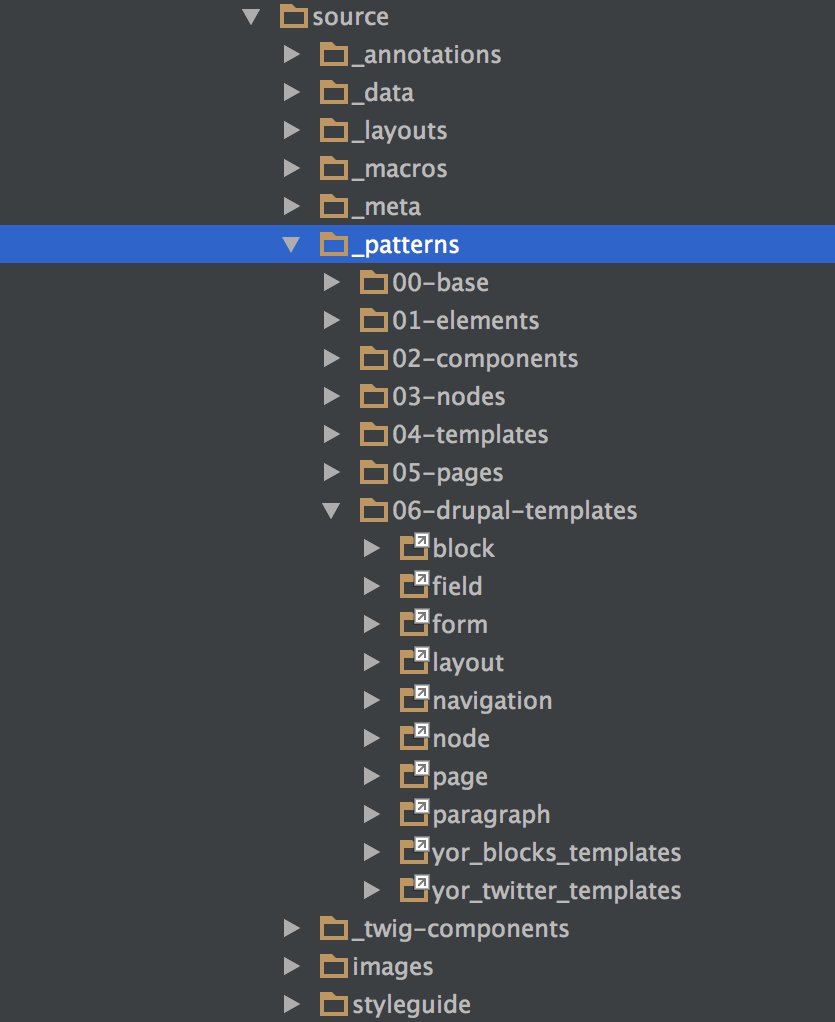 source
_annotations
_data
_layouts
_macros
_meta
_patterns
00-base
01-elements
02-components
03-nodes
04-templates
05-pages
06-drupal-templates
block
field
form
layout
navigation
node
page
paragraph
yor_blocks_templates
yor_twitter_templates
_twig-components
images
styleguide